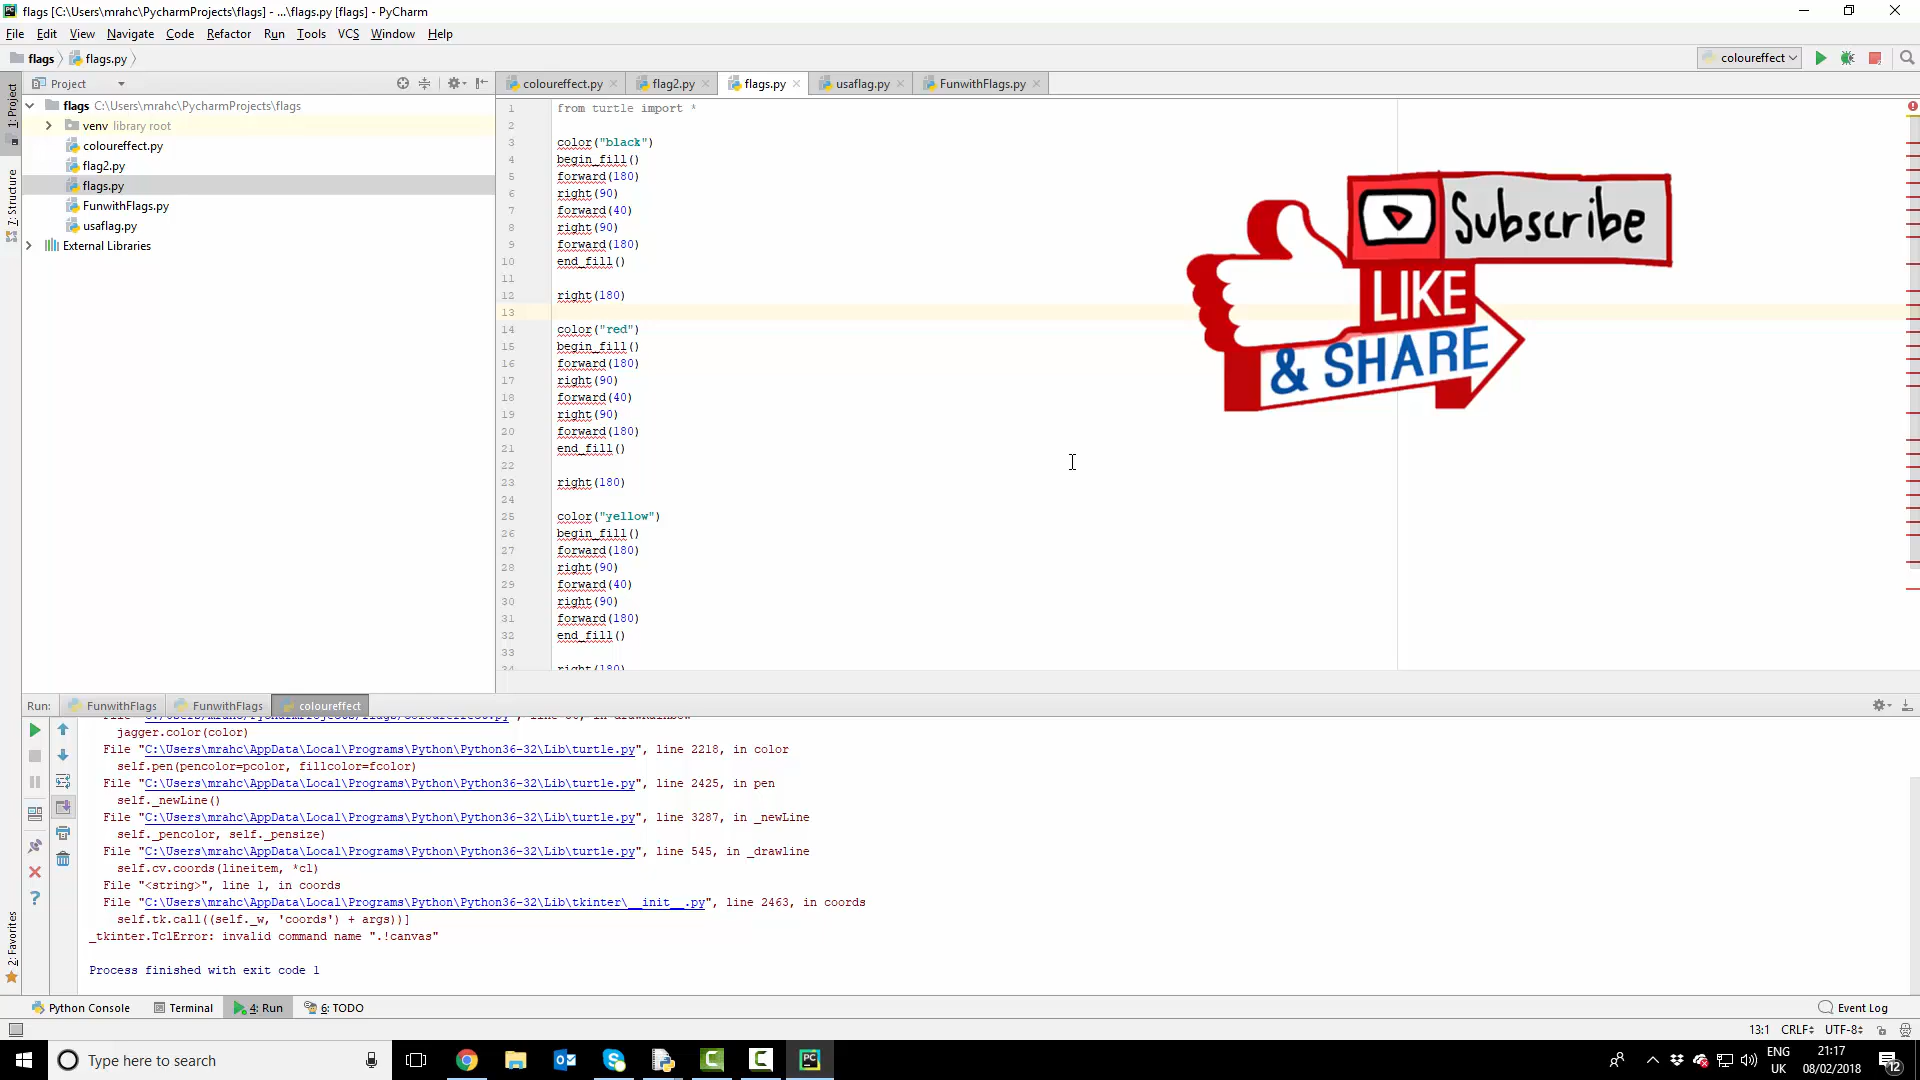 flags [C:\Users\mrahc\PycharmProjects\flags] - ...\flags.py [flags] - PyCharm
File Edit View Navigate Code Refactor Run Tools VCS Window Help
flags flags.py coloureffect
Project coloureffect.py flag2.py flags.py usaflag.py FunwithFlags.py
1: Project
7: Structure
2: Favorites
flags C:\Users\mrahc\PycharmProjects\flags
venv library root
coloureffect.py
flag2.py
flags.py
FunwithFlags.py
usaflag.py
External Libraries
1 from turtle import *
2
3 color("black")
4 begin_fill()
5 forward(180)
6 right(90)
7 forward(40)
8 right(90)
9 forward(180)
10 end_fill()
11
12 right(180)
13
14 color("red")
15 begin_fill()
16 forward(180)
17 right(90)
18 forward(40)
19 right(90)
20 forward(180)
21 end_fill()
22
23 right(180)
24
25 color("yellow")
26 begin_fill()
27 forward(180)
28 right(90)
29 forward(40)
30 right(90)
31 forward(180)
32 end_fill()
33
34 right(180)
Subscribe
LIKE
& SHARE
Run: FunwithFlags FunwithFlags coloureffect
jagger.color(color)
File "C:\Users\mrahc\AppData\Local\Programs\Python\Python36-32\Lib\turtle.py", line 2218, in color
self.pen(pencolor=pcolor, fillcolor=fcolor)
File "C:\Users\mrahc\AppData\Local\Programs\Python\Python36-32\Lib\turtle.py", line 2425, in pen
self._newLine()
File "C:\Users\mrahc\AppData\Local\Programs\Python\Python36-32\Lib\turtle.py", line 3287, in _newLine
self._pencolor, self._pensize)
File "C:\Users\mrahc\AppData\Local\Programs\Python\Python36-32\Lib\turtle.py", line 545, in _drawline
self.cv.coords(lineitem, *cl)
File "<string>", line 1, in coords
File "C:\Users\mrahc\AppData\Local\Programs\Python\Python36-32\Lib\tkinter\__init__.py", line 2463, in coords
self.tk.call((self._w, 'coords') + args))]
_tkinter.TclError: invalid command name ".!canvas"
Process finished with exit code 1
Python Console Terminal 4: Run 6: TODO Event Log
13:1 CRLF UTF-8
Type here to search
ENG
UK
21:17
08/02/2018
12